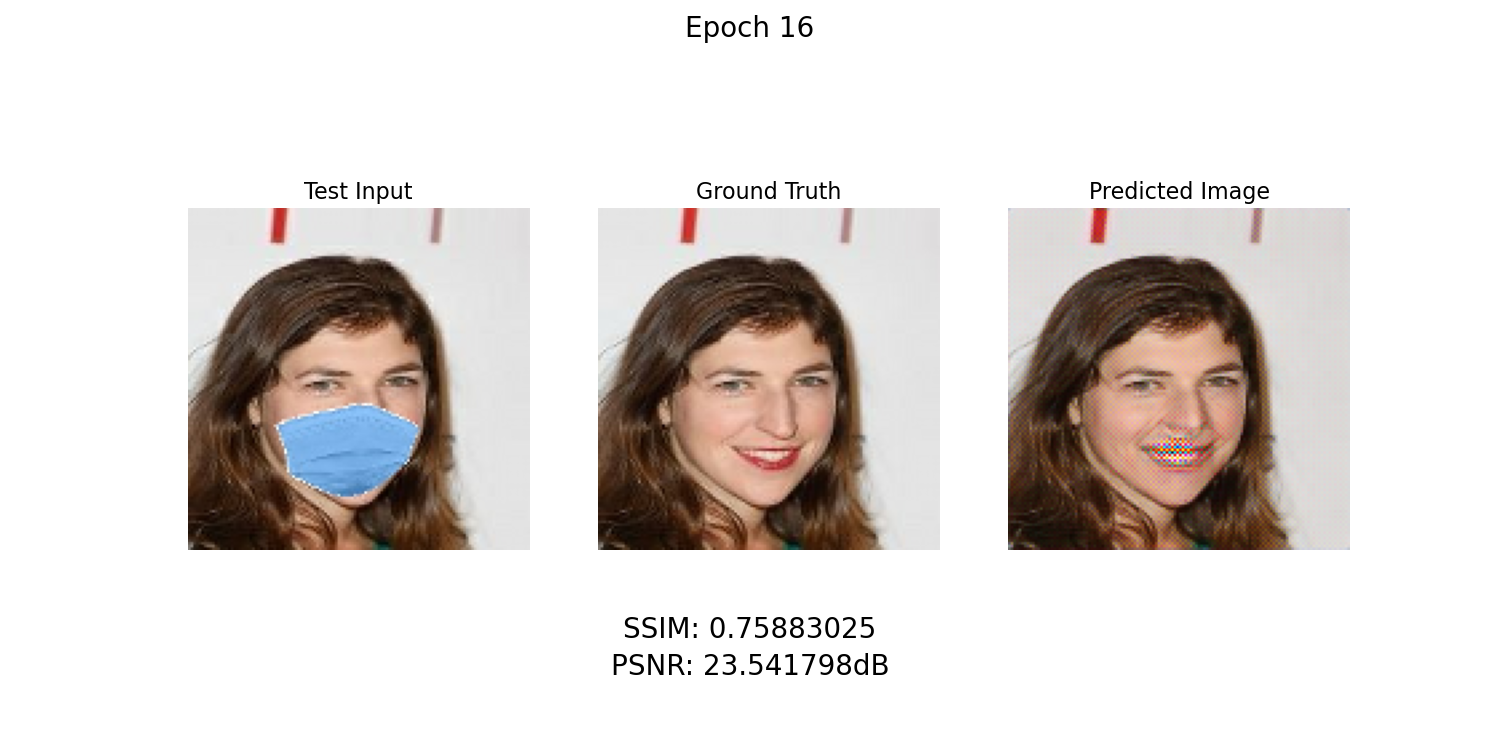 Epoch 16
Test Input
Ground Truth
Predicted Image
SSIM: 0.75883025
PSNR: 23.541798dB